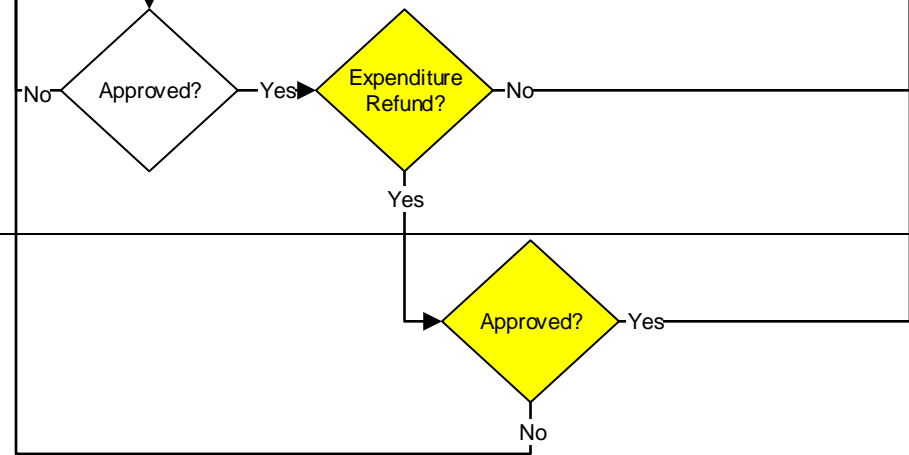 No
Approved?
Yes
Expenditure
Refund?
No
Yes
Approved?
Yes
No